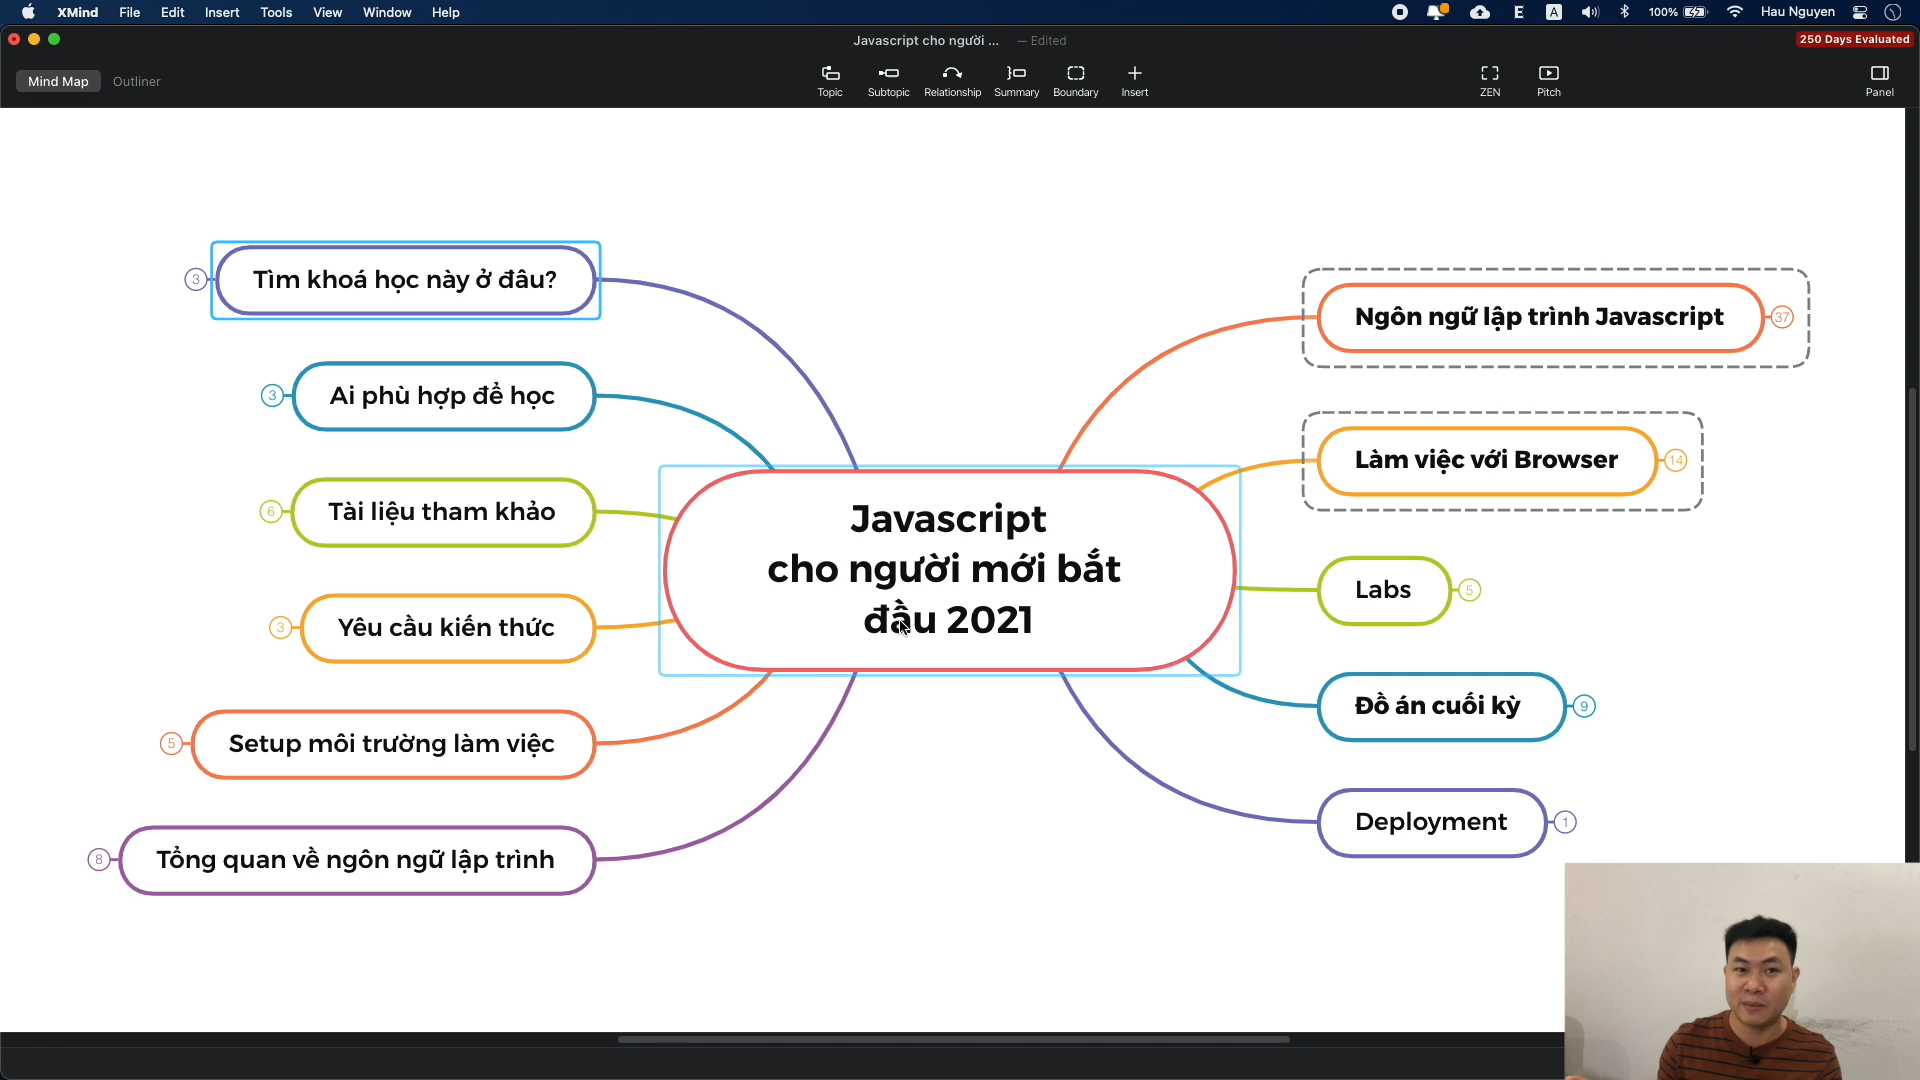 XMind File Edit Insert Tools View Window Help
E A 100% Hau Nguyen
Javascript cho người ... — Edited
250 Days Evaluated
Mind Map Outliner
Topic Subtopic Relationship Summary Boundary Insert
ZEN Pitch Panel
3 Tìm khoá học này ở đâu?
3 Ai phù hợp để học
6 Tài liệu tham khảo
3 Yêu cầu kiến thức
5 Setup môi trường làm việc
8 Tổng quan về ngôn ngữ lập trình
Javascript
cho người mới bắt
đầu 2021
Ngôn ngữ lập trình Javascript 37
Làm việc với Browser 14
Labs 5
Đồ án cuối kỳ 9
Deployment 1